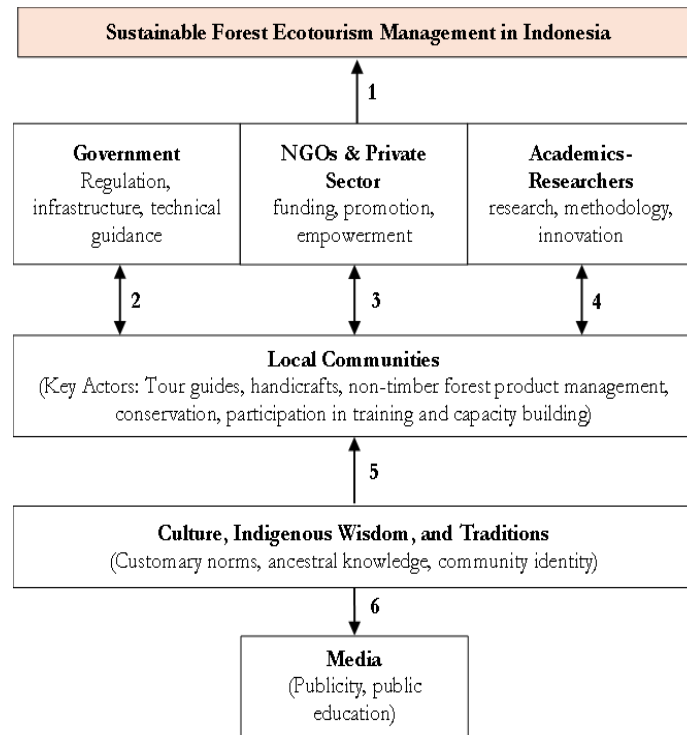 Sustainable Forest Ecotourism Management in Indonesia
1
Government
Regulation,
infrastructure, technical
guidance
NGOs & Private
Sector
funding, promotion,
empowerment
Academics-
Researchers
research, methodology,
innovation
2
3
4
Local Communities
(Key Actors: Tour guides, handicrafts, non-timber forest product management,
conservation, participation in training and capacity building)
5
Culture, Indigenous Wisdom, and Traditions
(Customary norms, ancestral knowledge, community identity)
6
Media
(Publicity, public
education)